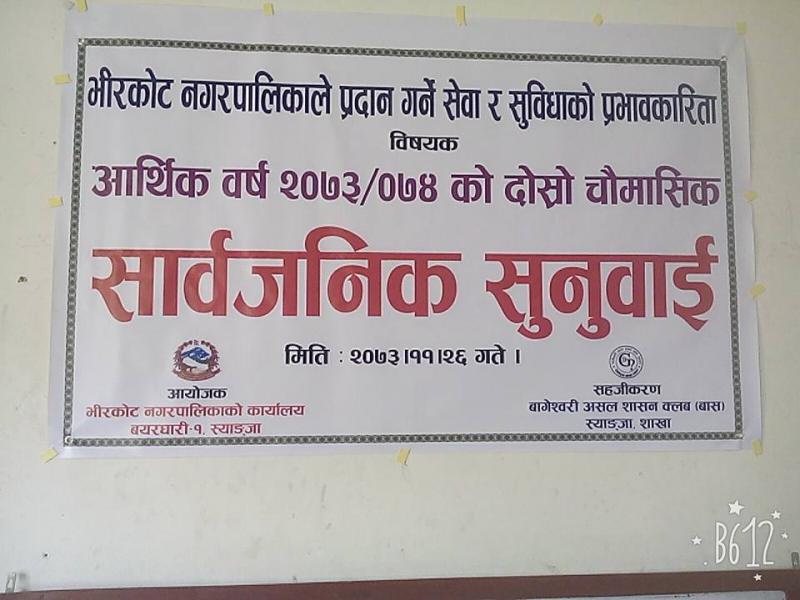 भीरकोट नगरपालिकाले प्रदान गर्ने सेवा र सुविधाको प्रभावकारिता
विषयक
आर्थिक वर्ष २०७३/०७४ को दोस्रो चौमासिक
सार्वजनिक सुनुवाई
मिति : २०७३।११।२६ गते ।
आयोजक
भीरकोट नगरपालिकाको कार्यालय
बयरघारी-१, स्याङ्जा
सहजीकरण
बागेश्वरी असल शासन क्लब (बास)
स्याङ्जा, शाखा
B612